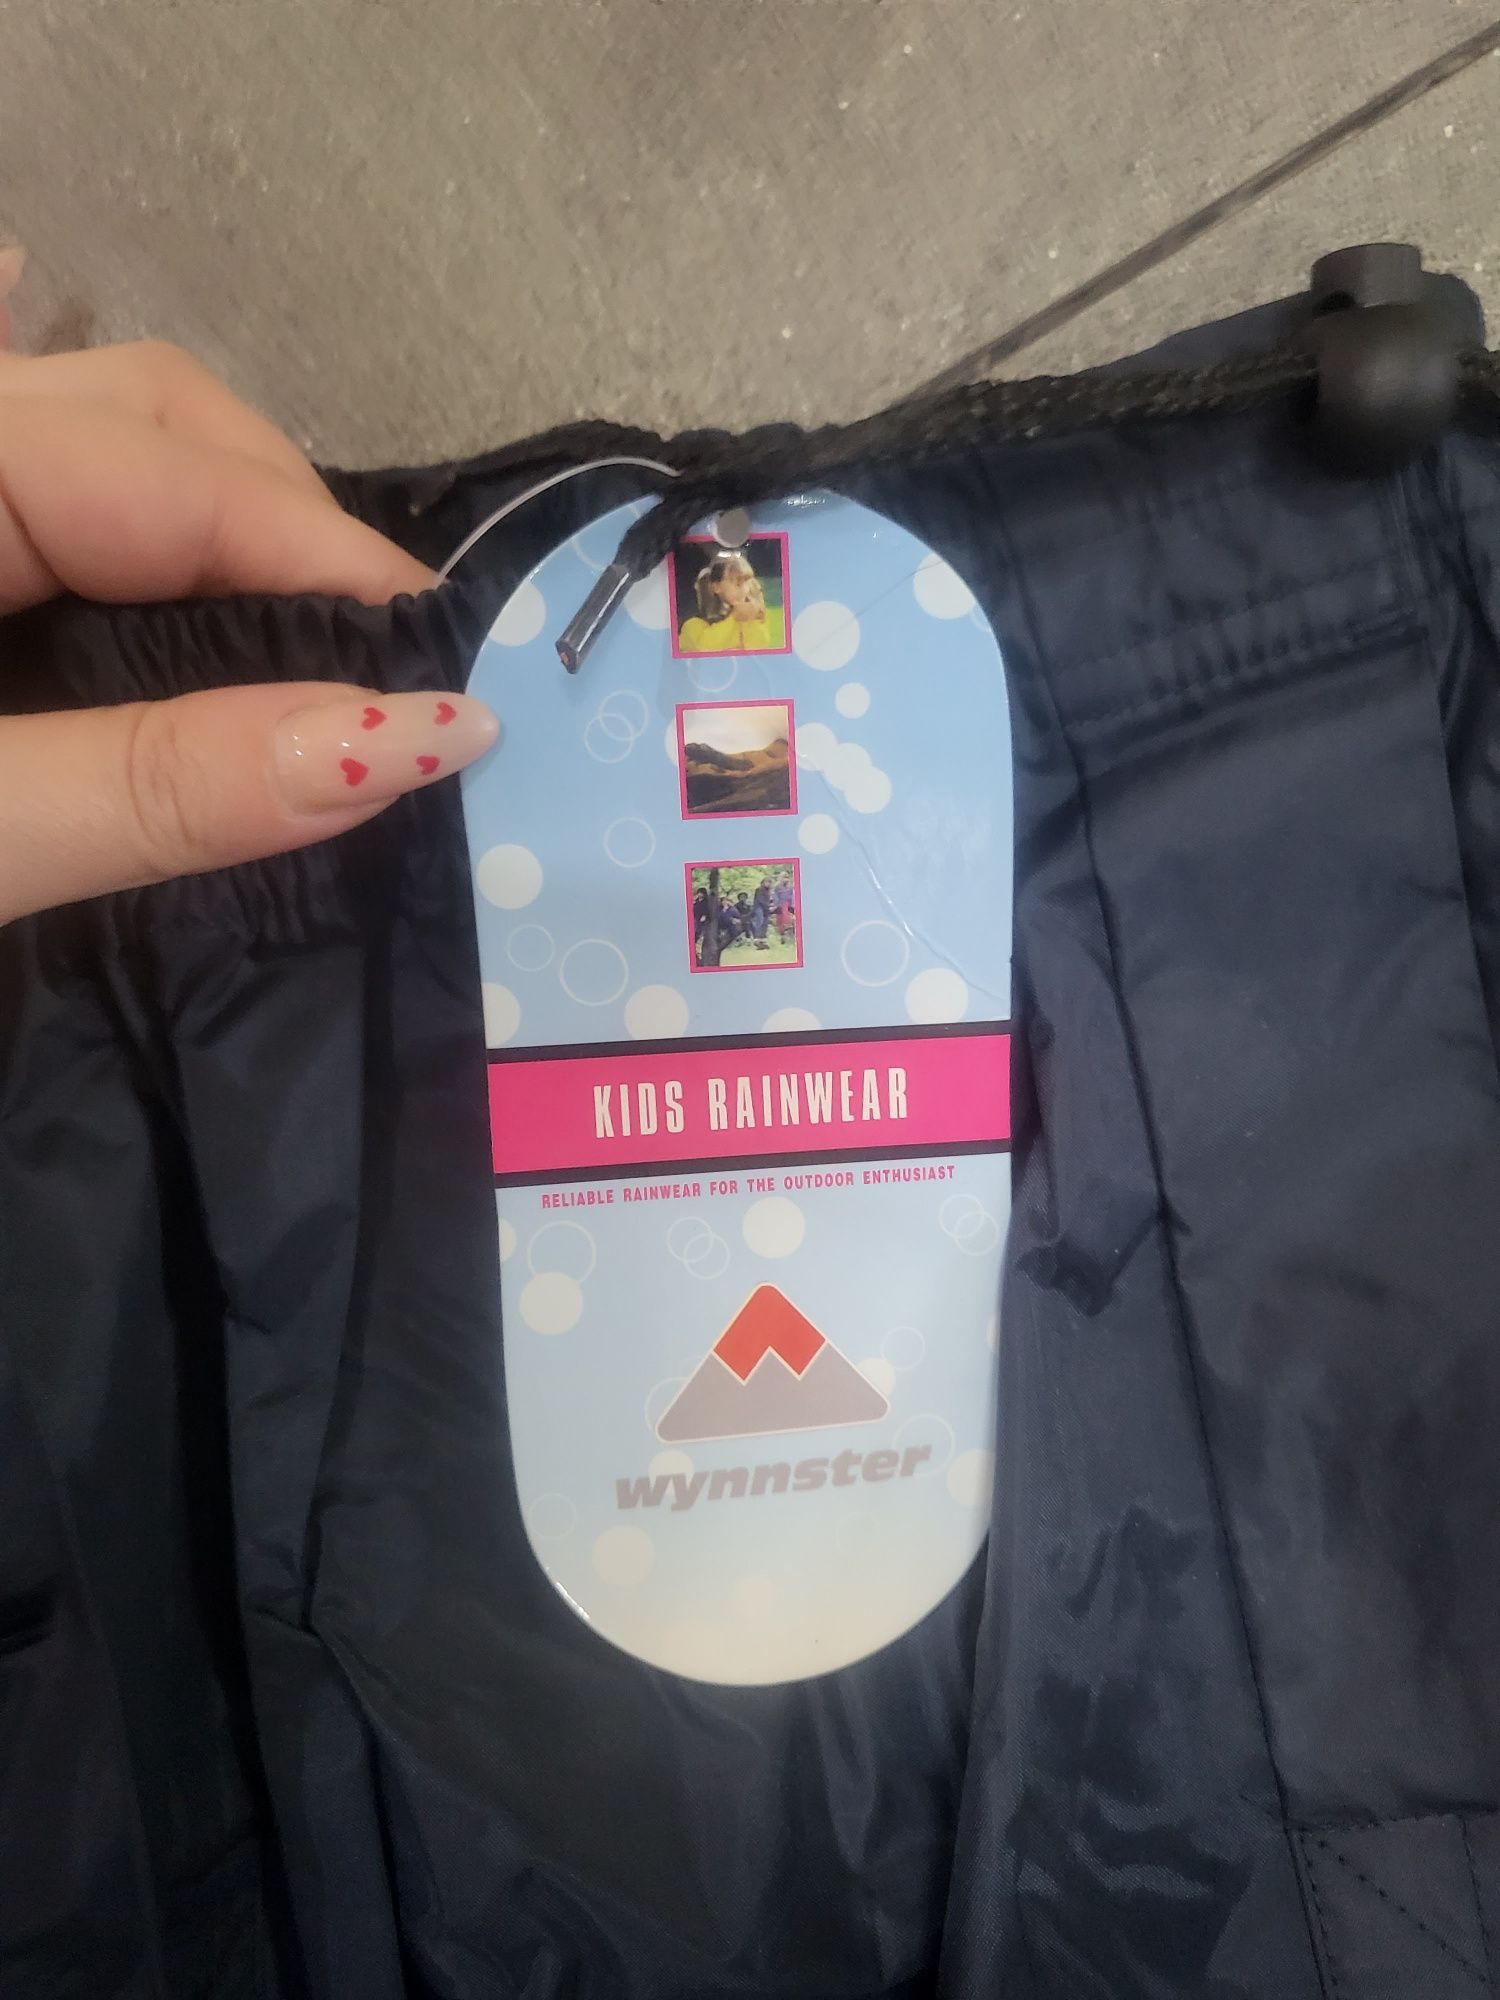 KIDS RAINWEAR
RELIABLE RAINWEAR FOR THE OUTDOOR ENTHUSIAST
wynnster